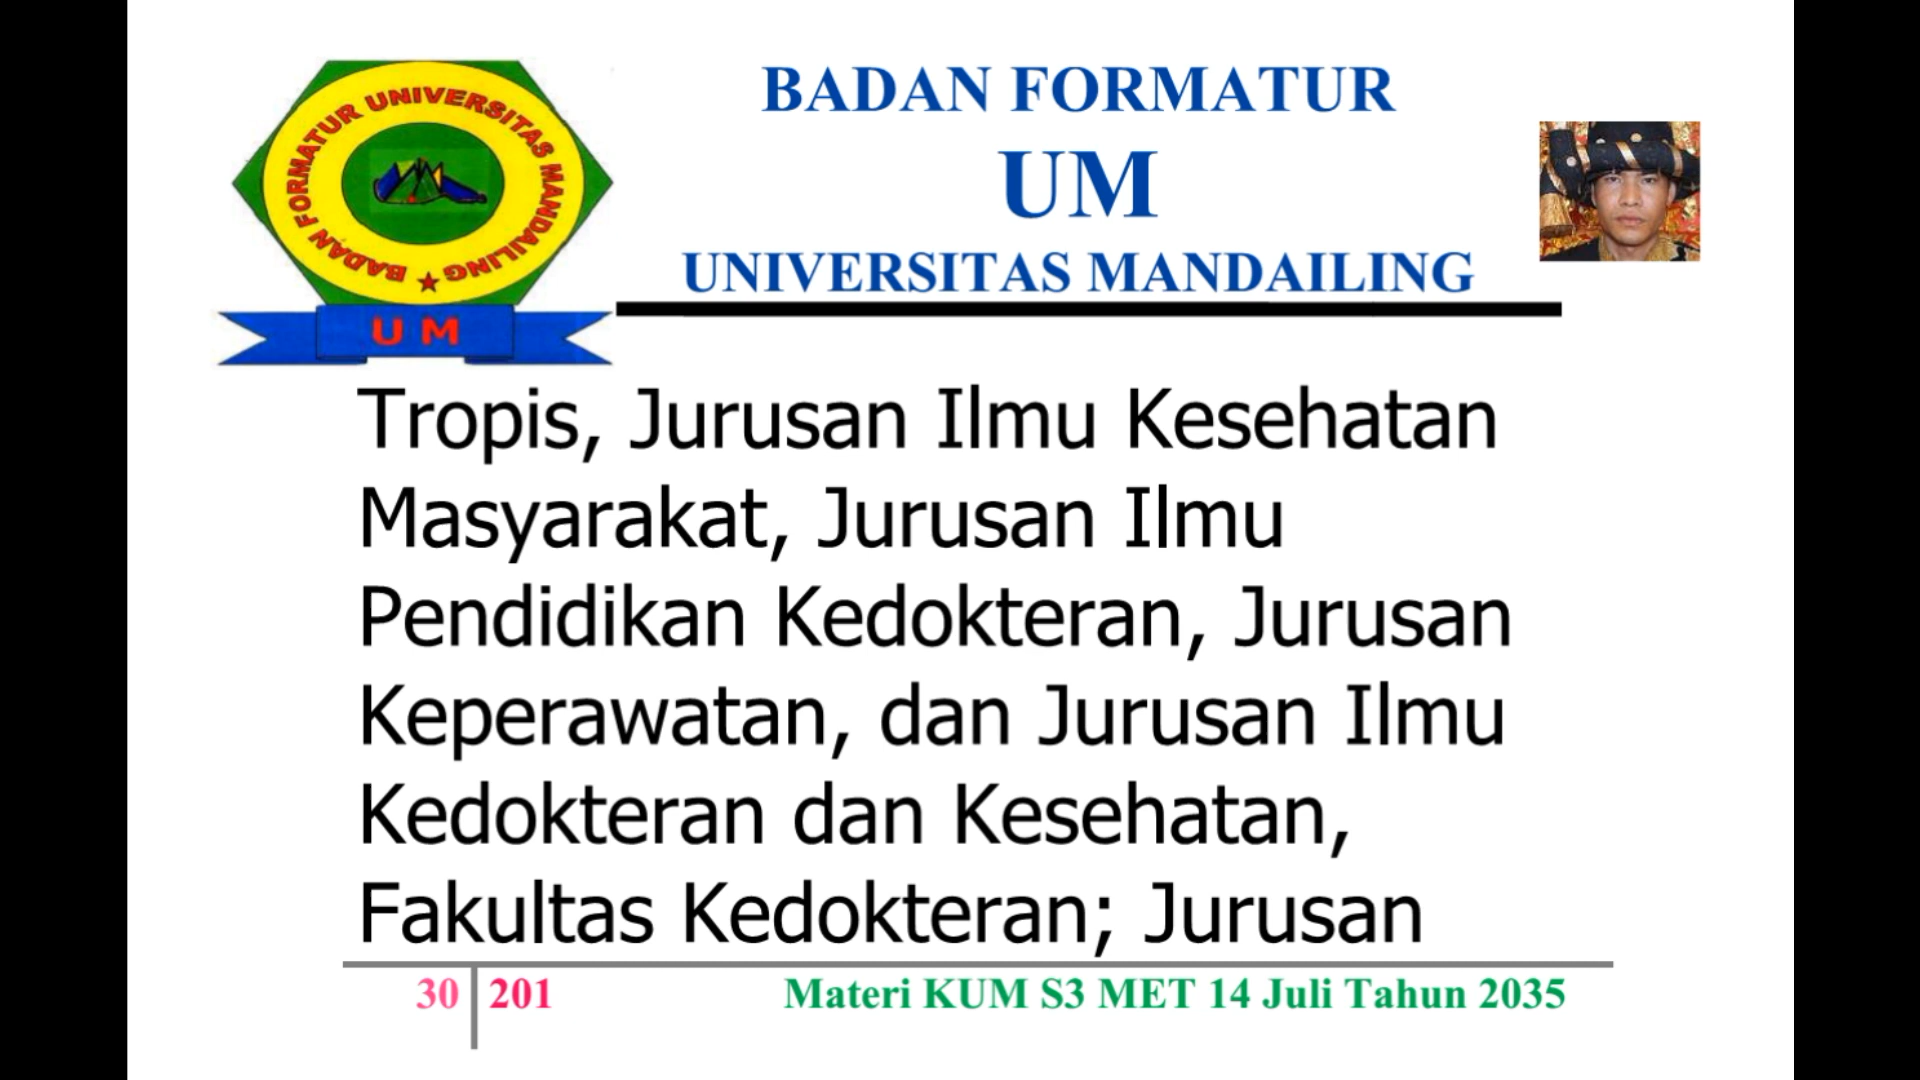 BADAN FORMATUR UNIVERSITAS MANDAILING
U M
BADAN FORMATUR
UM
UNIVERSITAS MANDAILING
Tropis, Jurusan Ilmu Kesehatan
Masyarakat, Jurusan Ilmu
Pendidikan Kedokteran, Jurusan
Keperawatan, dan Jurusan Ilmu
Kedokteran dan Kesehatan,
Fakultas Kedokteran; Jurusan
30 201 Materi KUM S3 MET 14 Juli Tahun 2035